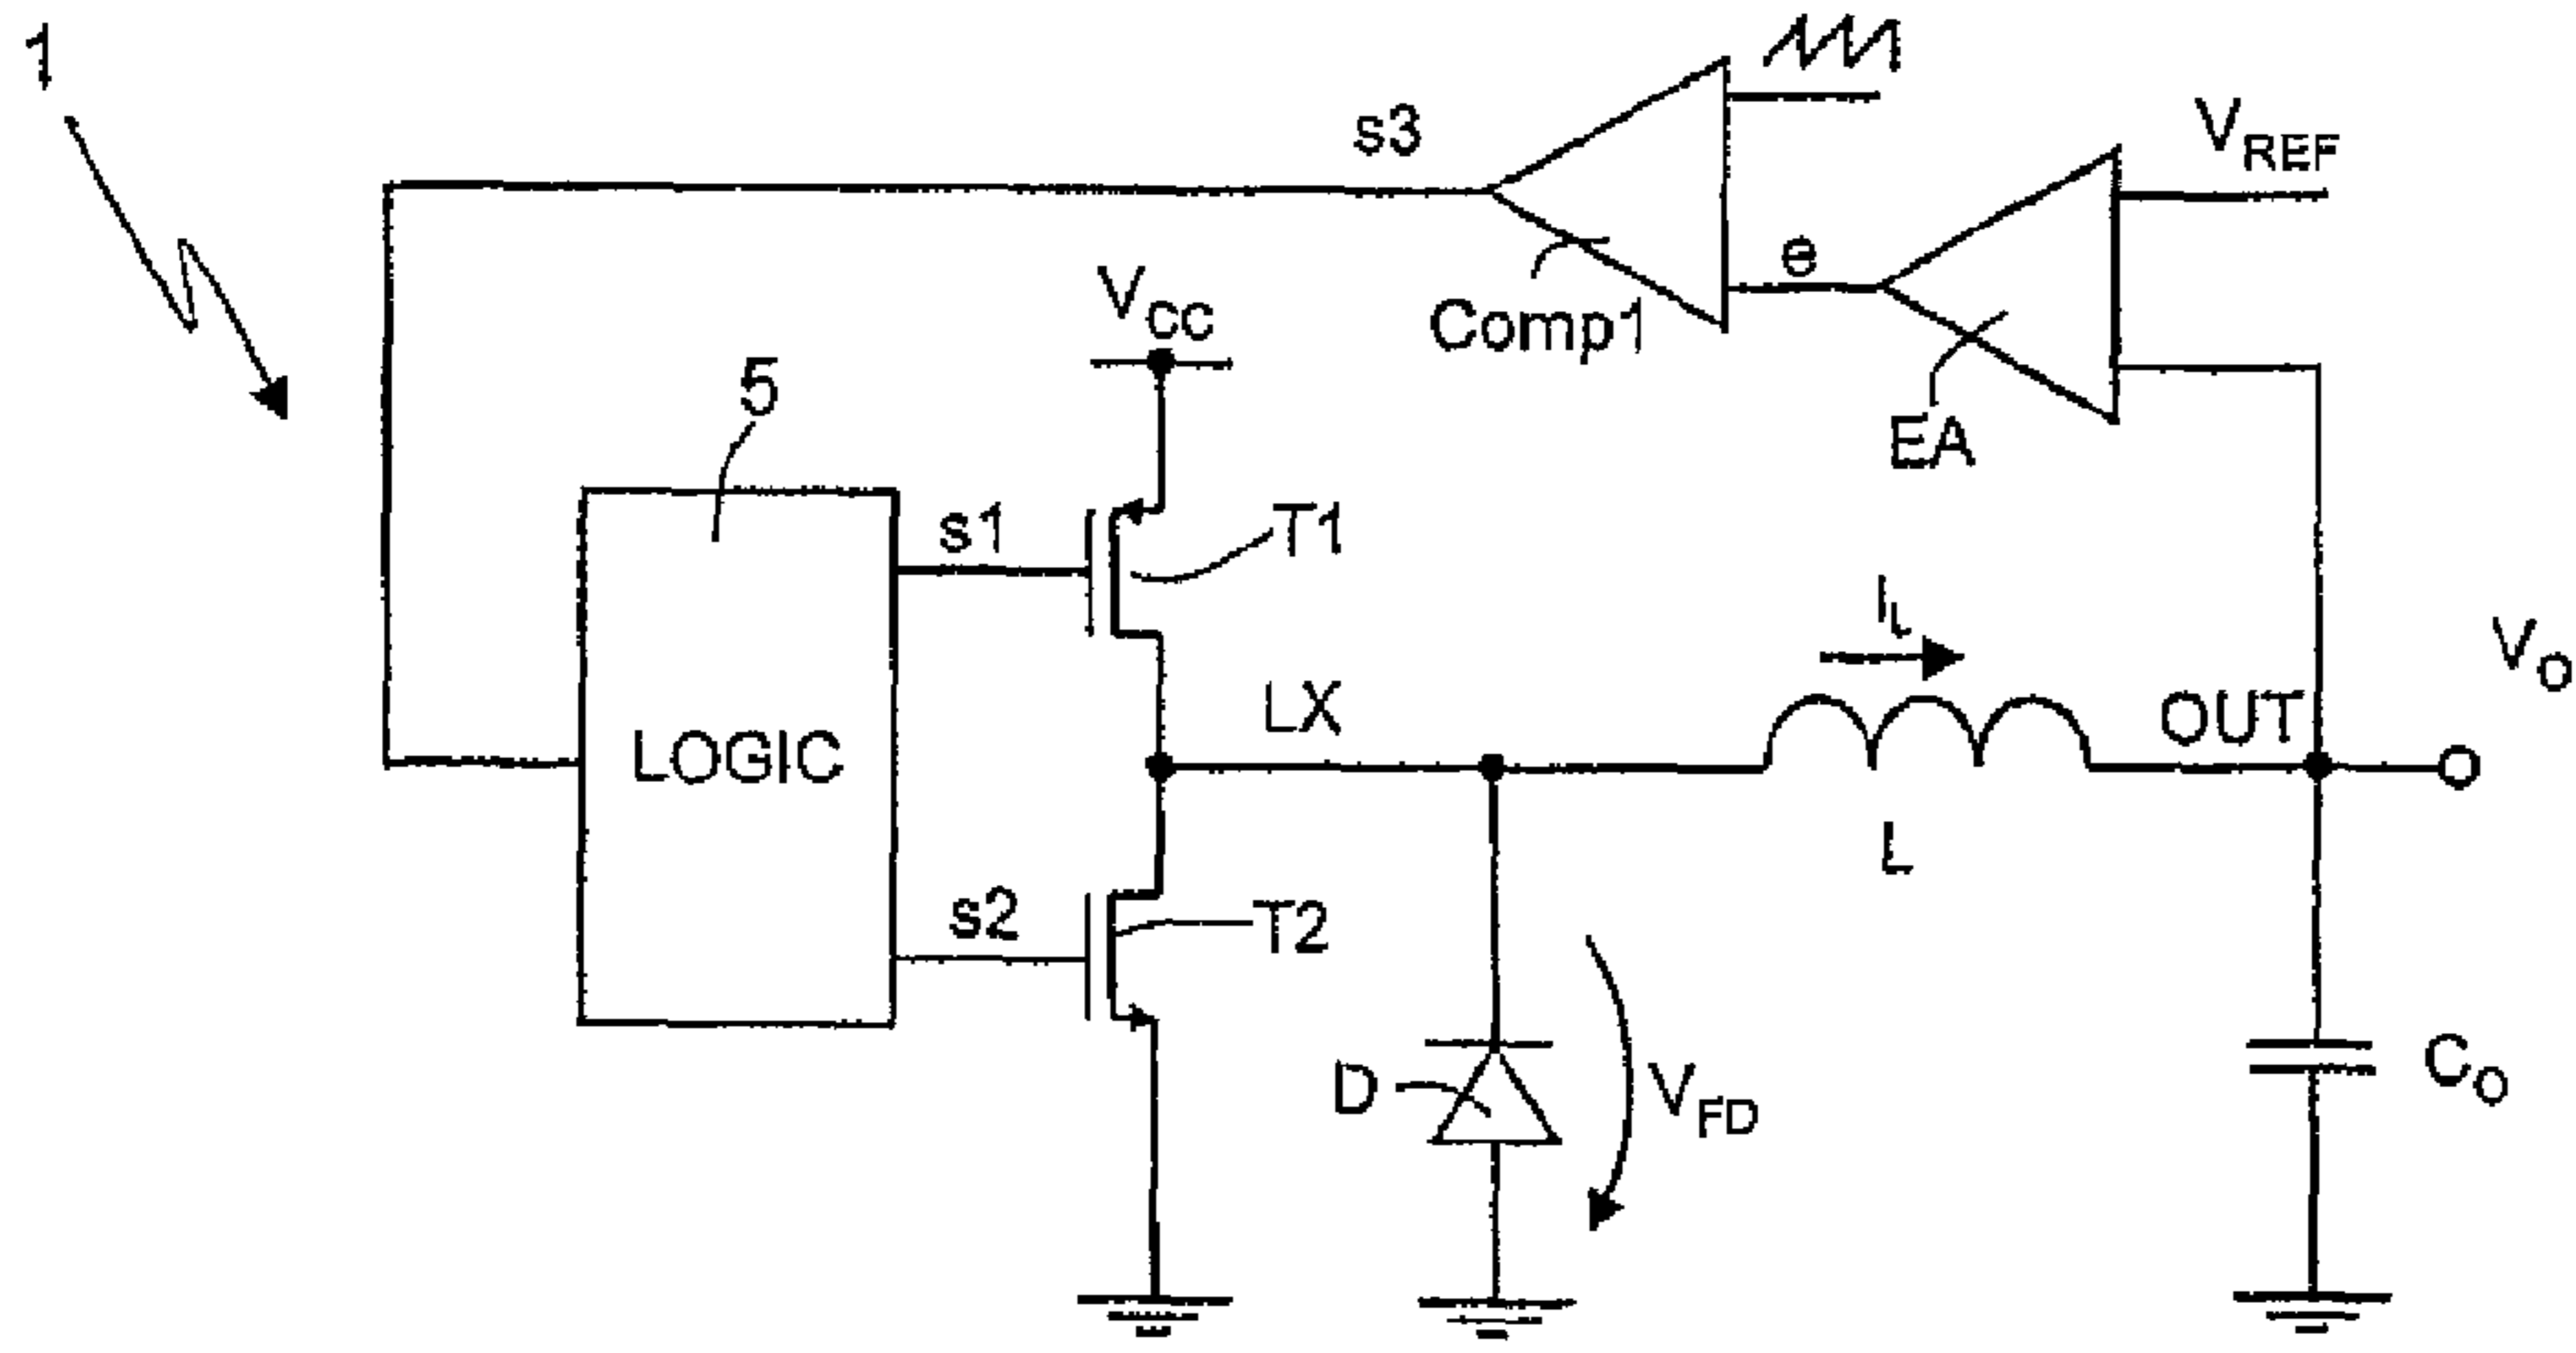 1
s3
V_REF
e
V_CC
Comp1
5
EA
s1
T1
I_L
V_O
LX
OUT
LOGIC
L
s2
T2
D
V_FD
C_O